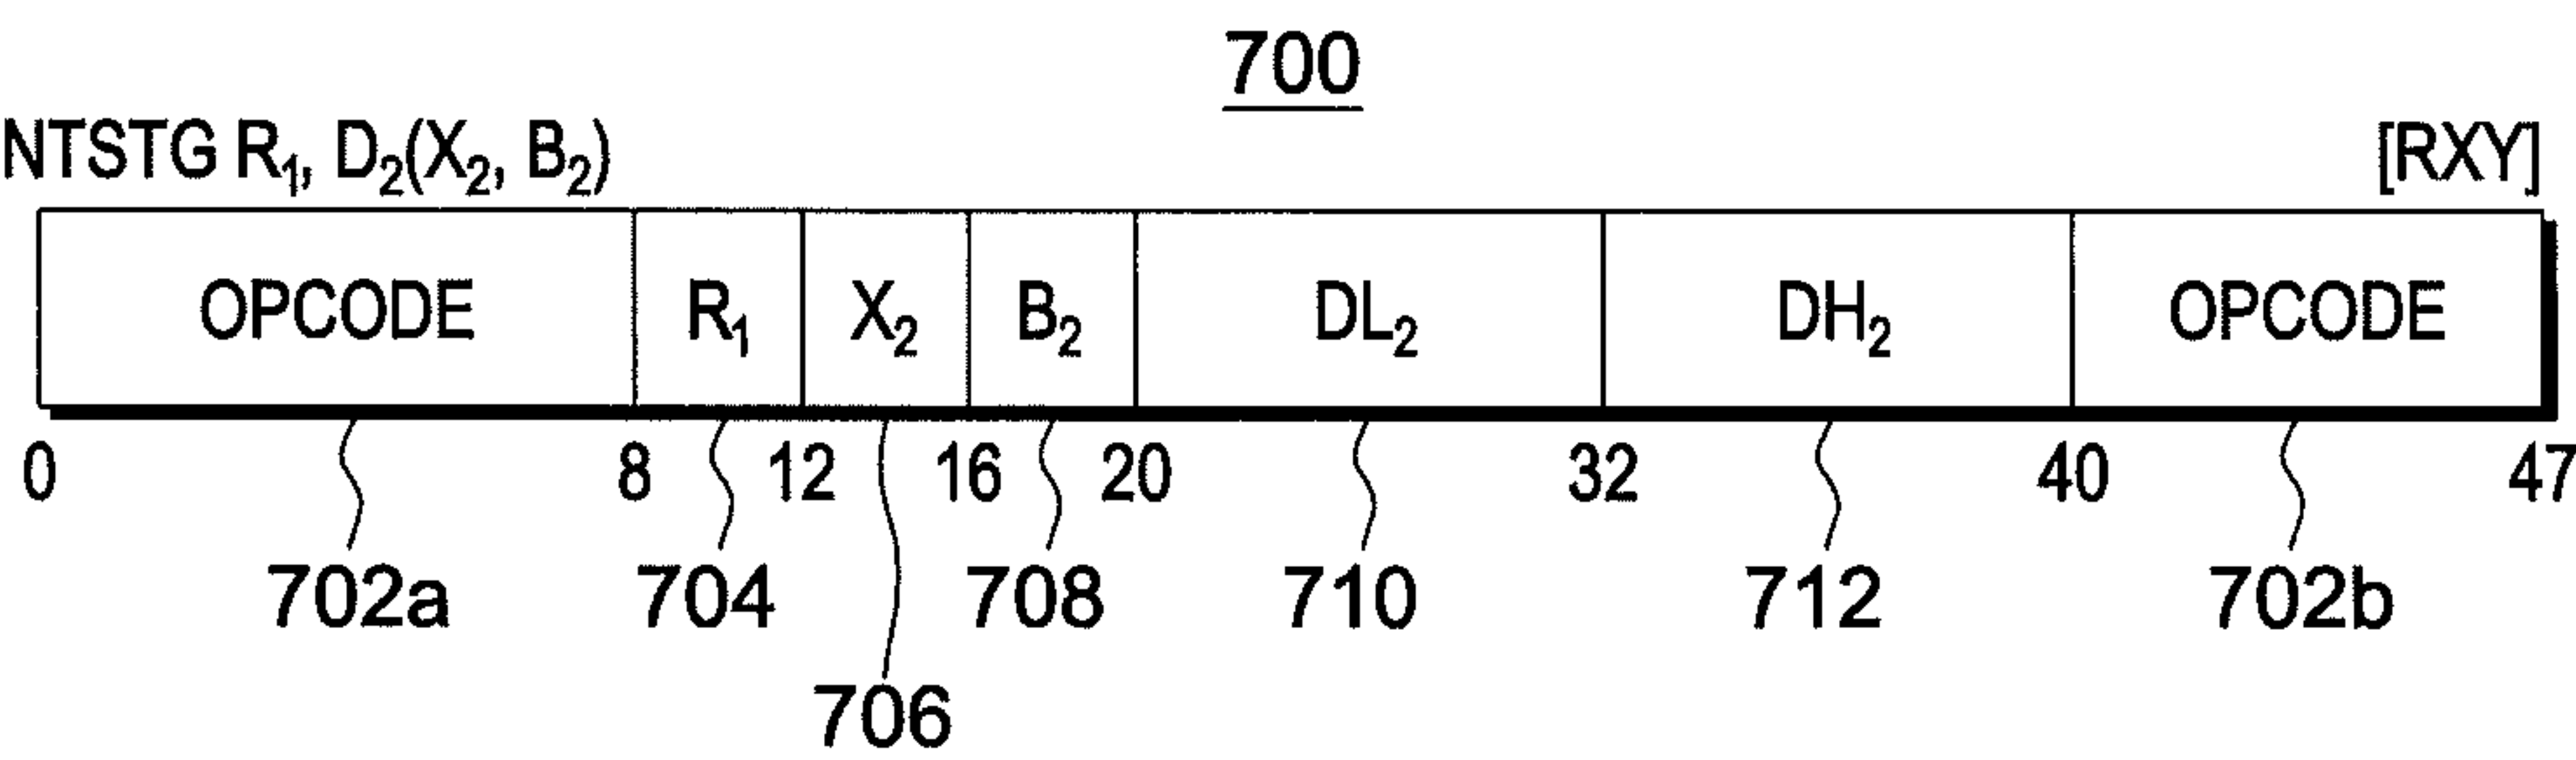 700
NTSTG R₁, D₂(X₂, B₂) [RXY]
OPCODE R₁ X₂ B₂ DL₂ DH₂ OPCODE
0 8 12 16 20 32 40 47
702a 704 708 710 712 702b
706